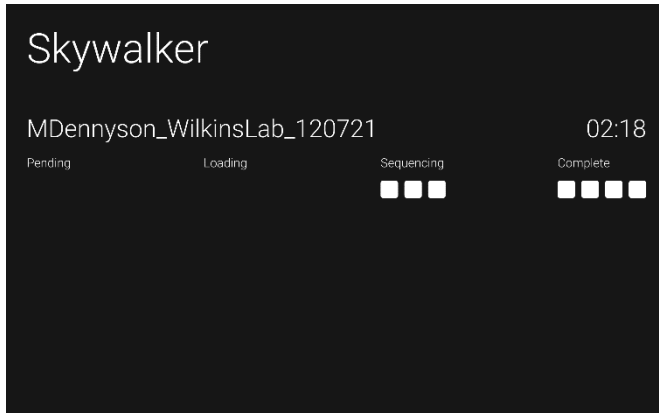 Skywalker
MDennyson_WilkinsLab_120721 02:18
Pending Loading Sequencing Complete